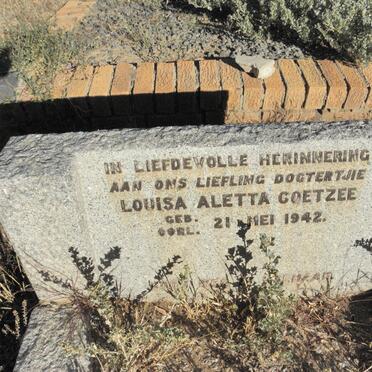 IN LIEFDEVOLLE HERINNERING
AAN ONS LIEFLING DOGTERTJIE
LOUISA ALETTA COETZEE
GEB.
OORL. 21 MEI 1942.